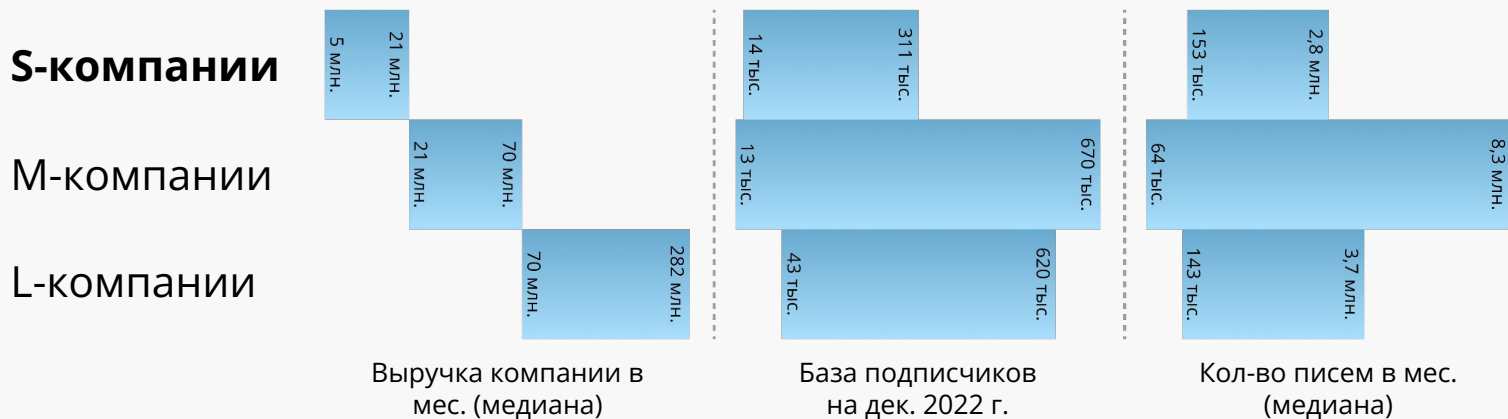 S-компании
5 млн.
21 млн.
14 тыс.
311 тыс.
153 тыс.
2,8 млн.
М-компании
21 млн.
70 млн.
13 тыс.
670 тыс.
64 тыс.
8,3 млн.
L-компании
70 млн.
282 млн.
43 тыс.
620 тыс.
143 тыс.
3,7 млн.
Выручка компании в
мес. (медиана)
База подписчиков
на дек. 2022 г.
Кол-во писем в мес.
(медиана)